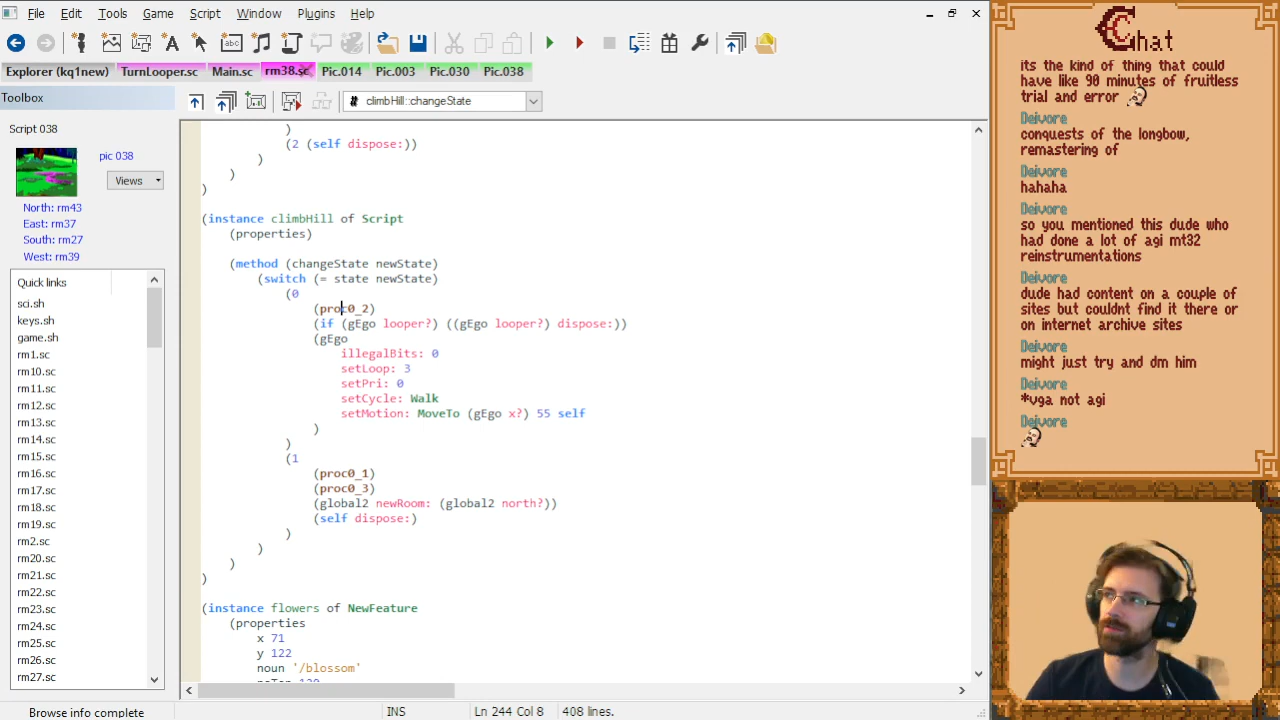 File Edit Tools Game Script Window Plugins Help
Explorer (kq1new) TurnLooper.sc Main.sc rm38.sc Pic.014 Pic.003 Pic.030 Pic.038
Toolbox
climbHill::changeState
Script 038
pic 038
Views
North: rm43
East: rm37
South: rm27
West: rm39
Quick links
sci.sh
keys.sh
game.sh
rm1.sc
rm10.sc
rm11.sc
rm12.sc
rm13.sc
rm14.sc
rm15.sc
rm16.sc
rm17.sc
rm18.sc
rm19.sc
rm2.sc
rm20.sc
rm21.sc
rm22.sc
rm23.sc
rm24.sc
rm25.sc
rm26.sc
rm27.sc
)
(2 (self dispose:))
)
)
)
(instance climbHill of Script
(properties)
(method (changeState newState)
(switch (= state newState)
(0
(proc0_2)
(if (gEgo looper?) ((gEgo looper?) dispose:))
(gEgo
illegalBits: 0
setLoop: 3
setPri: 0
setCycle: Walk
setMotion: MoveTo (gEgo x?) 55 self
)
)
(1
(proc0_1)
(proc0_3)
(global2 newRoom: (global2 north?))
(self dispose:)
)
)
)
)
(instance flowers of NewFeature
(properties
x 71
y 122
noun '/blossom'
Browse info complete INS Ln 244 Col 8 408 lines.
Chat
its the kind of thing that could
have like 90 minutes of fruitless
trial and error
Deivore
conquests of the longbow,
remastering of
Deivore
hahaha
Deivore
so you mentioned this dude who
had done a lot of agi mt32
reinstrumentations
Deivore
dude had content on a couple of
sites but couldnt find it there or
on internet archive sites
Deivore
might just try and dm him
Deivore
*vga not agi
Deivore